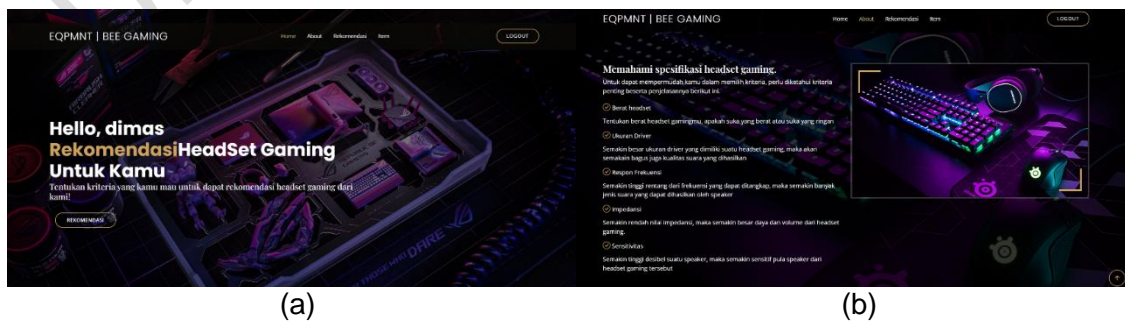 EQPMNT | BEE GAMING
Home About Rekomendasi Item
LOGOUT
Hello, dimas
RekomendasiHeadSet Gaming
Untuk Kamu
Tentukan kriteria yang kamu mau untuk dapat rekomendasi headset gaming dari
kamu!
REKOMENDASI
THOSE WHO DARE
(a)
EQPMNT | BEE GAMING
Home About Rekomendasi Item
LOGOUT
Memahami spesifikasi headset gaming.
Untuk dapat mempermudah kamu dalam memilih kriteria, perlu diketahui kriteria
penting beserta penjelasannya berikut ini.
Berat headset
Tentukan berat headset gamingmu, apakah suka yang berat atau suka yang ringan
Ukuran Driver
Semakin besar ukuran driver yang dimiliki suatu headset gaming, maka akan
semakain bagus juga kualitas suara yang dihasilkan
Respon Frekuensi
Semakin tinggi rentang dari frekuensi yang dapat ditangkap, maka semakin banyak
jenis suara yang dapat dihasilkan oleh speaker
Impedansi
Semakin rendah nilai impedansi, maka semakin besar daya dan volume dari headset
gaming.
Sensitivitas
Semakin tinggi desibel suatu speaker, maka semakin sensitif pula speaker dari
headset gaming tersebut
(b)